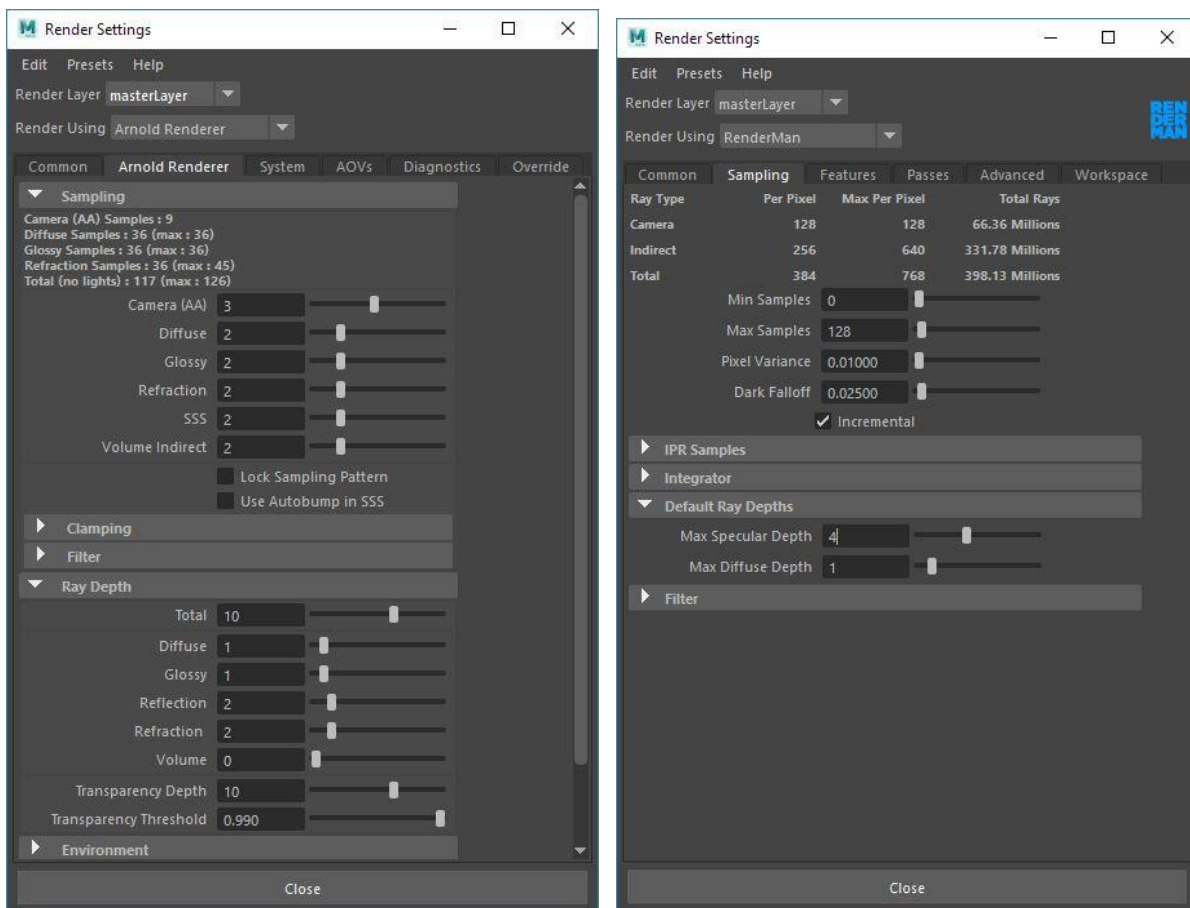 Render Settings
Edit Presets Help
Render Layer masterLayer
Render Using Arnold Renderer
Common Arnold Renderer System AOVs Diagnostics Override
Sampling
Camera (AA) Samples : 9
Diffuse Samples : 36 (max : 36)
Glossy Samples : 36 (max : 36)
Refraction Samples : 36 (max : 45)
Total (no lights) : 117 (max : 126)
Camera (AA) 3
Diffuse 2
Glossy 2
Refraction 2
SSS 2
Volume Indirect 2
Lock Sampling Pattern
Use Autobump in SSS
Clamping
Filter
Ray Depth
Total 10
Diffuse 1
Glossy 1
Reflection 2
Refraction 2
Volume 0
Transparency Depth 10
Transparency Threshold 0.990
Environment
Close
Render Settings
Edit Presets Help
Render Layer masterLayer
Render Using RenderMan
REN
DER
MAN
Common Sampling Features Passes Advanced Workspace
Ray Type Per Pixel Max Per Pixel Total Rays
Camera 128 128 66.36 Millions
Indirect 256 640 331.78 Millions
Total 384 768 398.13 Millions
Min Samples 0
Max Samples 128
Pixel Variance 0.01000
Dark Falloff 0.02500
Incremental
IPR Samples
Integrator
Default Ray Depths
Max Specular Depth 4
Max Diffuse Depth 1
Filter
Close